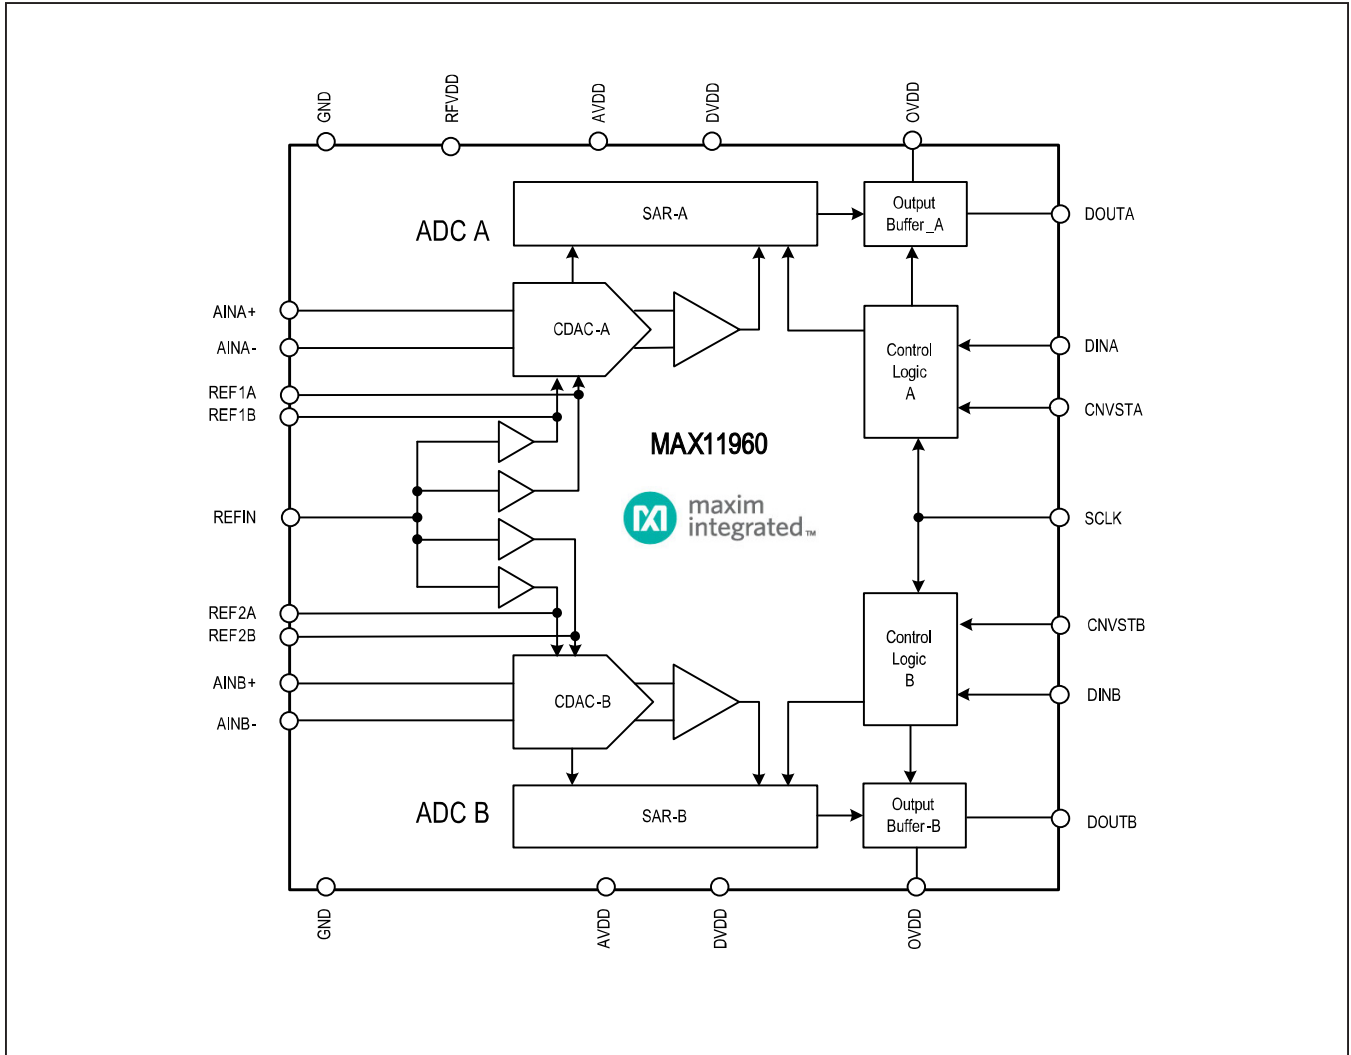 GND
RFVDD
AVDD
DVDD
OVDD
ADC A
SAR-A
Output
Buffer_A
DOUTA
AINA+
AINA-
CDAC-A
Control
Logic
A
DINA
CNVSTA
REF1A
REF1B
MAX11960
maxim
integrated™
REFIN
SCLK
REF2A
REF2B
Control
Logic
B
CNVSTB
DINB
AINB+
AINB-
CDAC-B
ADC B
SAR-B
Output
Buffer-B
DOUTB
GND
AVDD
DVDD
OVDD